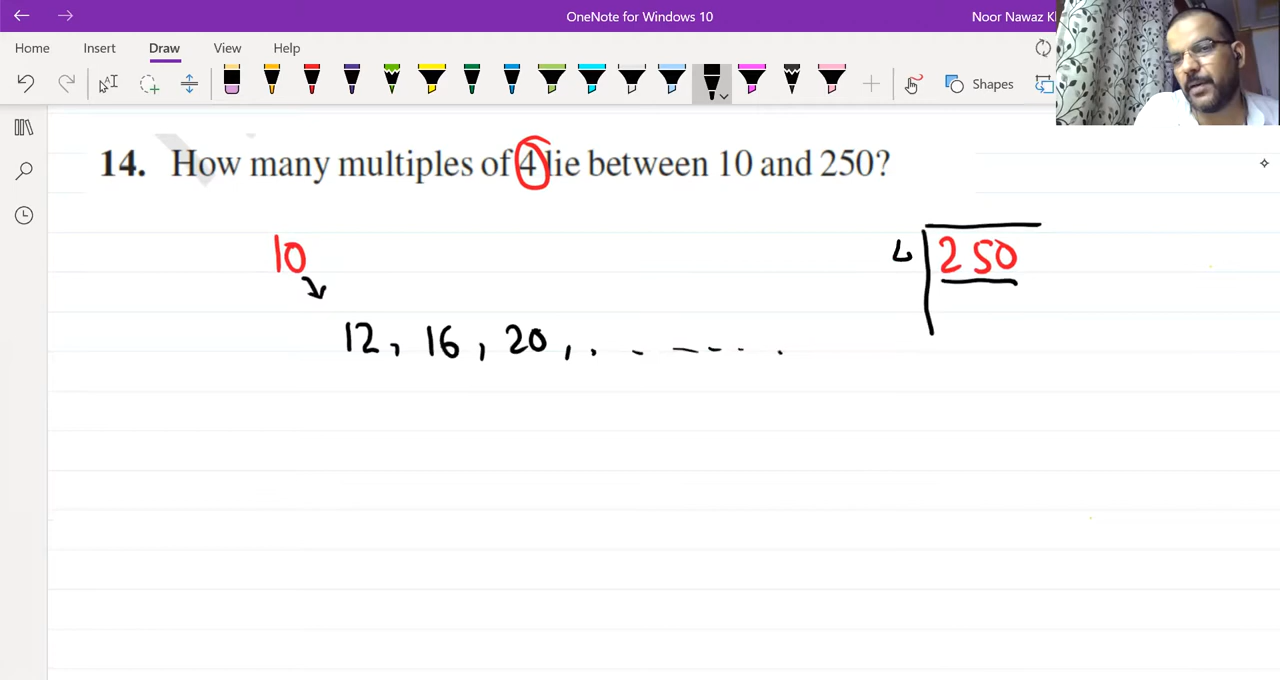 OneNote for Windows 10
Noor Nawaz Kh
Home Insert Draw View Help
Shapes
14. How many multiples of 4 lie between 10 and 250?
10
4 250
12, 16, 20, . . . . . . .